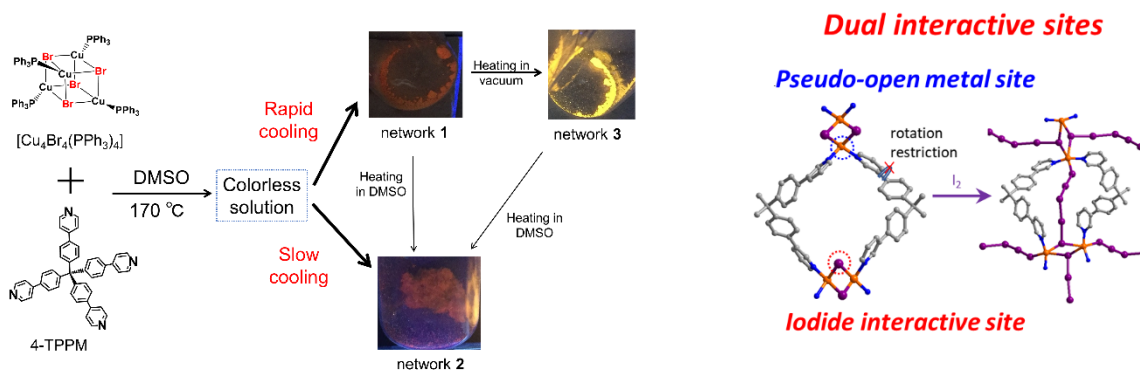 PPh3
Cu
Ph3P
Br
Cu
Cu
Br
Br
Ph3P
Cu
Br
PPh3
[Cu4Br4(PPh3)4]
+
N
N
N
N
4-TPPM
DMSO
170 °C
Colorless
solution
Rapid
cooling
Slow
cooling
network 1
Heating in
vacuum
network 3
Heating
in DMSO
Heating in
DMSO
network 2
Dual interactive sites
Pseudo-open metal site
rotation
restriction
I2
Iodide interactive site